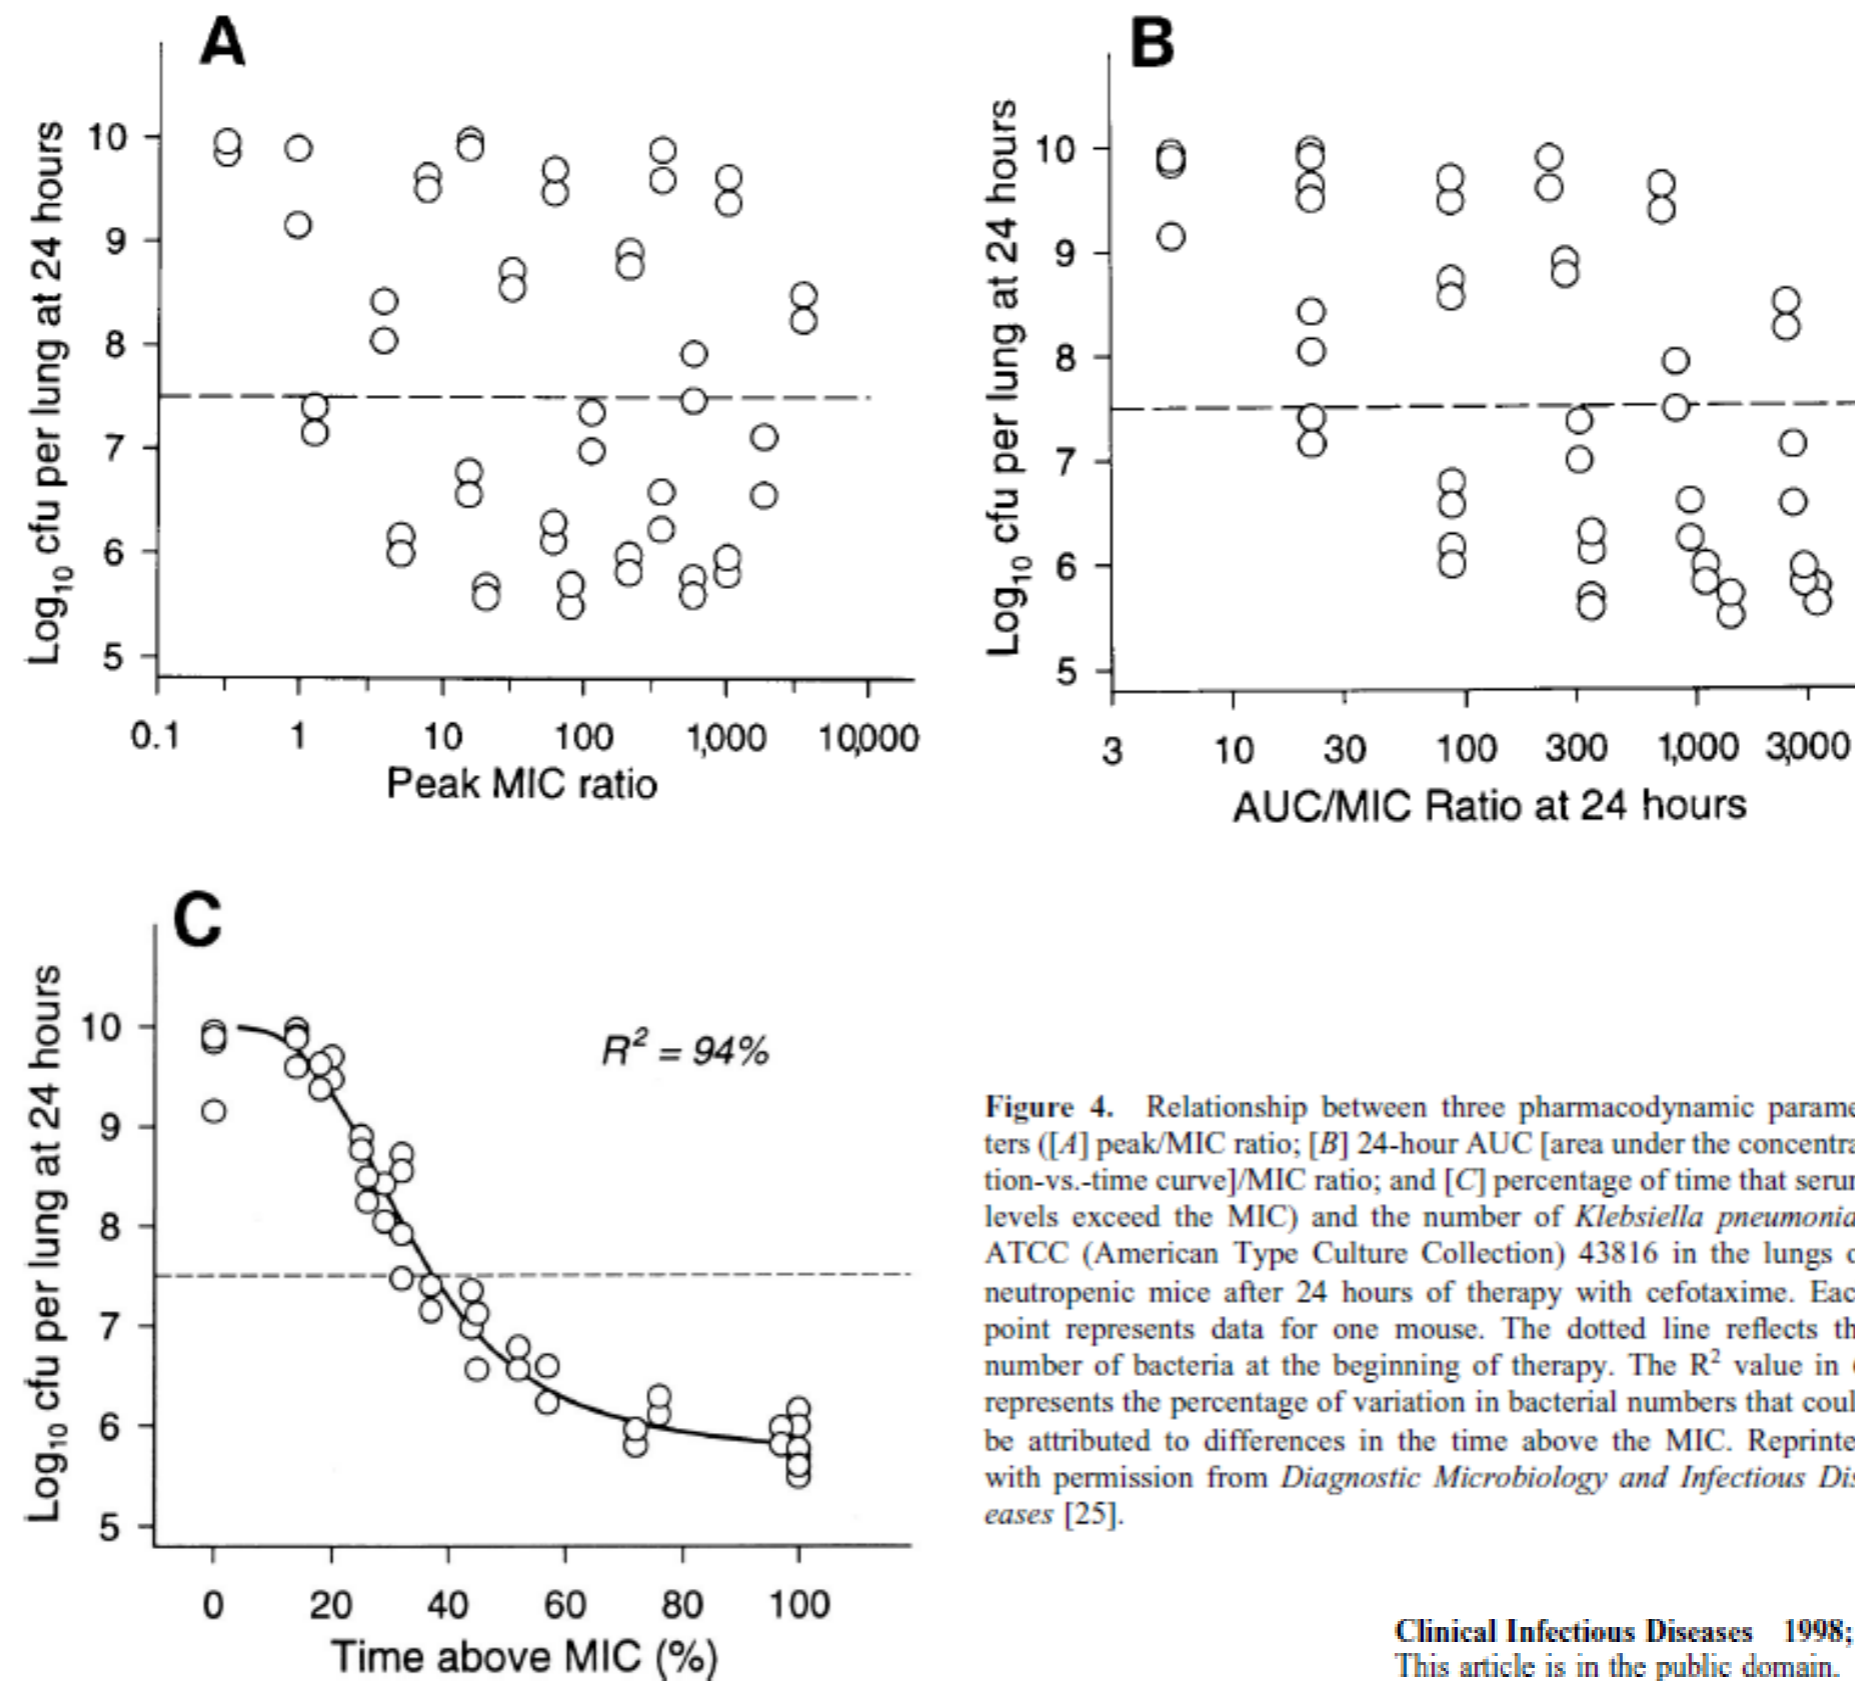 A
Log10 cfu per lung at 24 hours
10
9
8
7
6
5
0.1 1 10 100 1,000 10,000
Peak MIC ratio
B
Log10 cfu per lung at 24 hours
10
9
8
7
6
5
3 10 30 100 300 1,000 3,000
AUC/MIC Ratio at 24 hours
C
Log10 cfu per lung at 24 hours
R² = 94%
10
9
8
7
6
5
0 20 40 60 80 100
Time above MIC (%)
Figure 4. Relationship between three pharmacodynamic parame
ters ([A] peak/MIC ratio; [B] 24-hour AUC [area under the concentra
tion-vs.-time curve]/MIC ratio; and [C] percentage of time that serur
levels exceed the MIC) and the number of Klebsiella pneumonia
ATCC (American Type Culture Collection) 43816 in the lungs o
neutropenic mice after 24 hours of therapy with cefotaxime. Eac
point represents data for one mouse. The dotted line reflects th
number of bacteria at the beginning of therapy. The R² value in
represents the percentage of variation in bacterial numbers that coul
be attributed to differences in the time above the MIC. Reprinte
with permission from Diagnostic Microbiology and Infectious Dis
eases [25].
Clinical Infectious Diseases 1998;
This article is in the public domain.